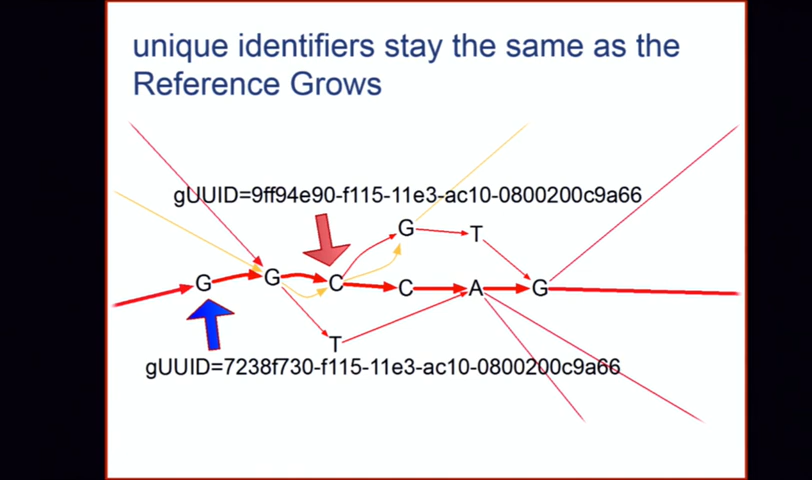 unique identifiers stay the same as the
Reference Grows
gUUID=9ff94e90-f115-11e3-ac10-0800200c9a66
G T
G G C C A G
T
gUUID=7238f730-f115-11e3-ac10-0800200c9a66